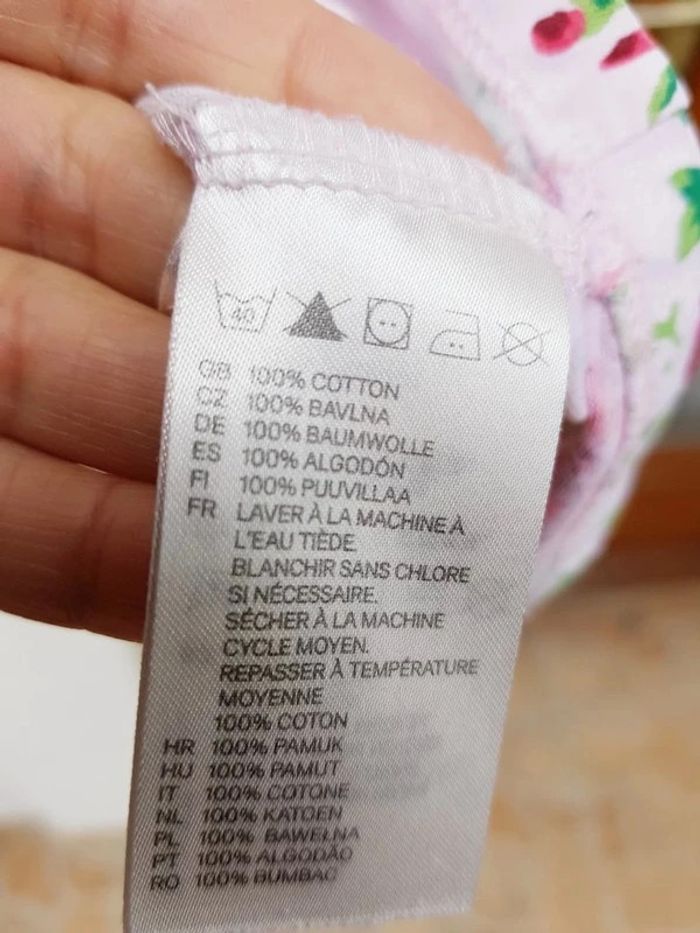 40
GB 100% COTTON
CZ 100% BAVLNA
DE 100% BAUMWOLLE
ES 100% ALGODÓN
FI 100% PUUVILLAA
FR LAVER À LA MACHINE À
L'EAU TIÈDE.
BLANCHIR SANS CHLORE
SI NÉCESSAIRE.
SÉCHER À LA MACHINE
CYCLE MOYEN.
REPASSER À TEMPÉRATURE
MOYENNE
100% COTON
HR 100% PAMUK
HU 100% PAMUT
IT 100% COTONE
NL 100% KATOEN
PL 100% BAWEŁNA
PT 100% ALGODÃO
RO 100% BUMBAC